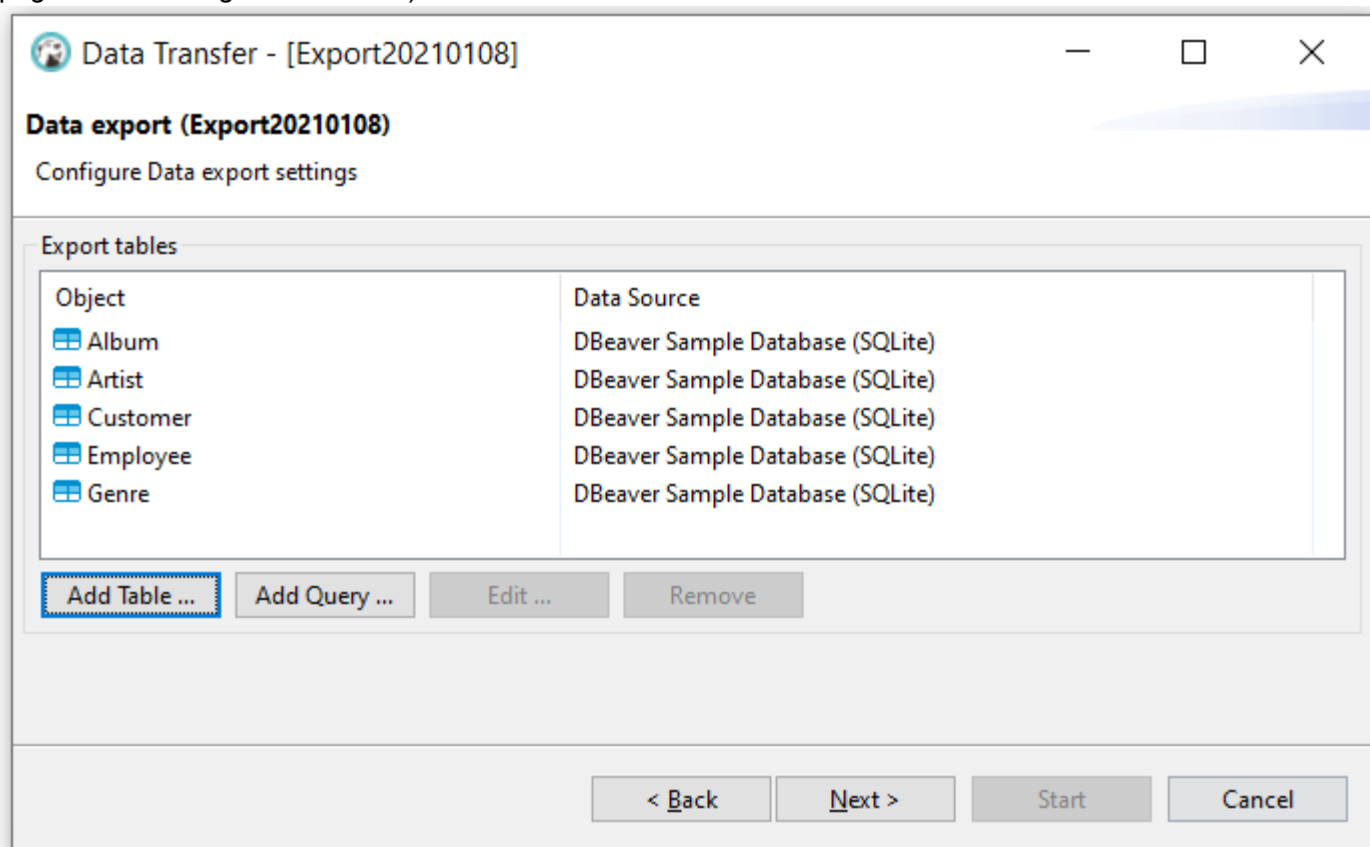 Data Transfer - [Export20210108]
Data export (Export20210108)
Configure Data export settings
Export tables
Object Data Source
Album DBeaver Sample Database (SQLite)
Artist DBeaver Sample Database (SQLite)
Customer DBeaver Sample Database (SQLite)
Employee DBeaver Sample Database (SQLite)
Genre DBeaver Sample Database (SQLite)
Add Table ... Add Query ... Edit ... Remove
< Back Next > Start Cancel